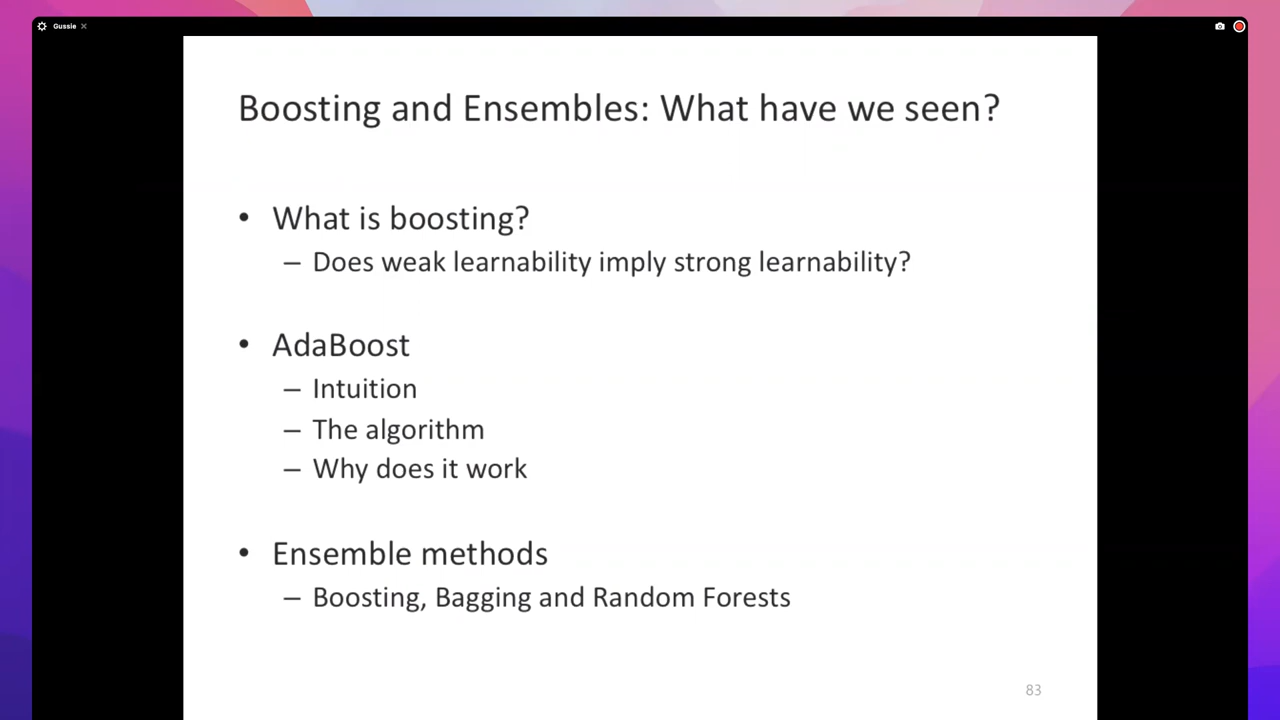 Gussie
Boosting and Ensembles: What have we seen?
• What is boosting?
– Does weak learnability imply strong learnability?
• AdaBoost
– Intuition
– The algorithm
– Why does it work
• Ensemble methods
– Boosting, Bagging and Random Forests
83